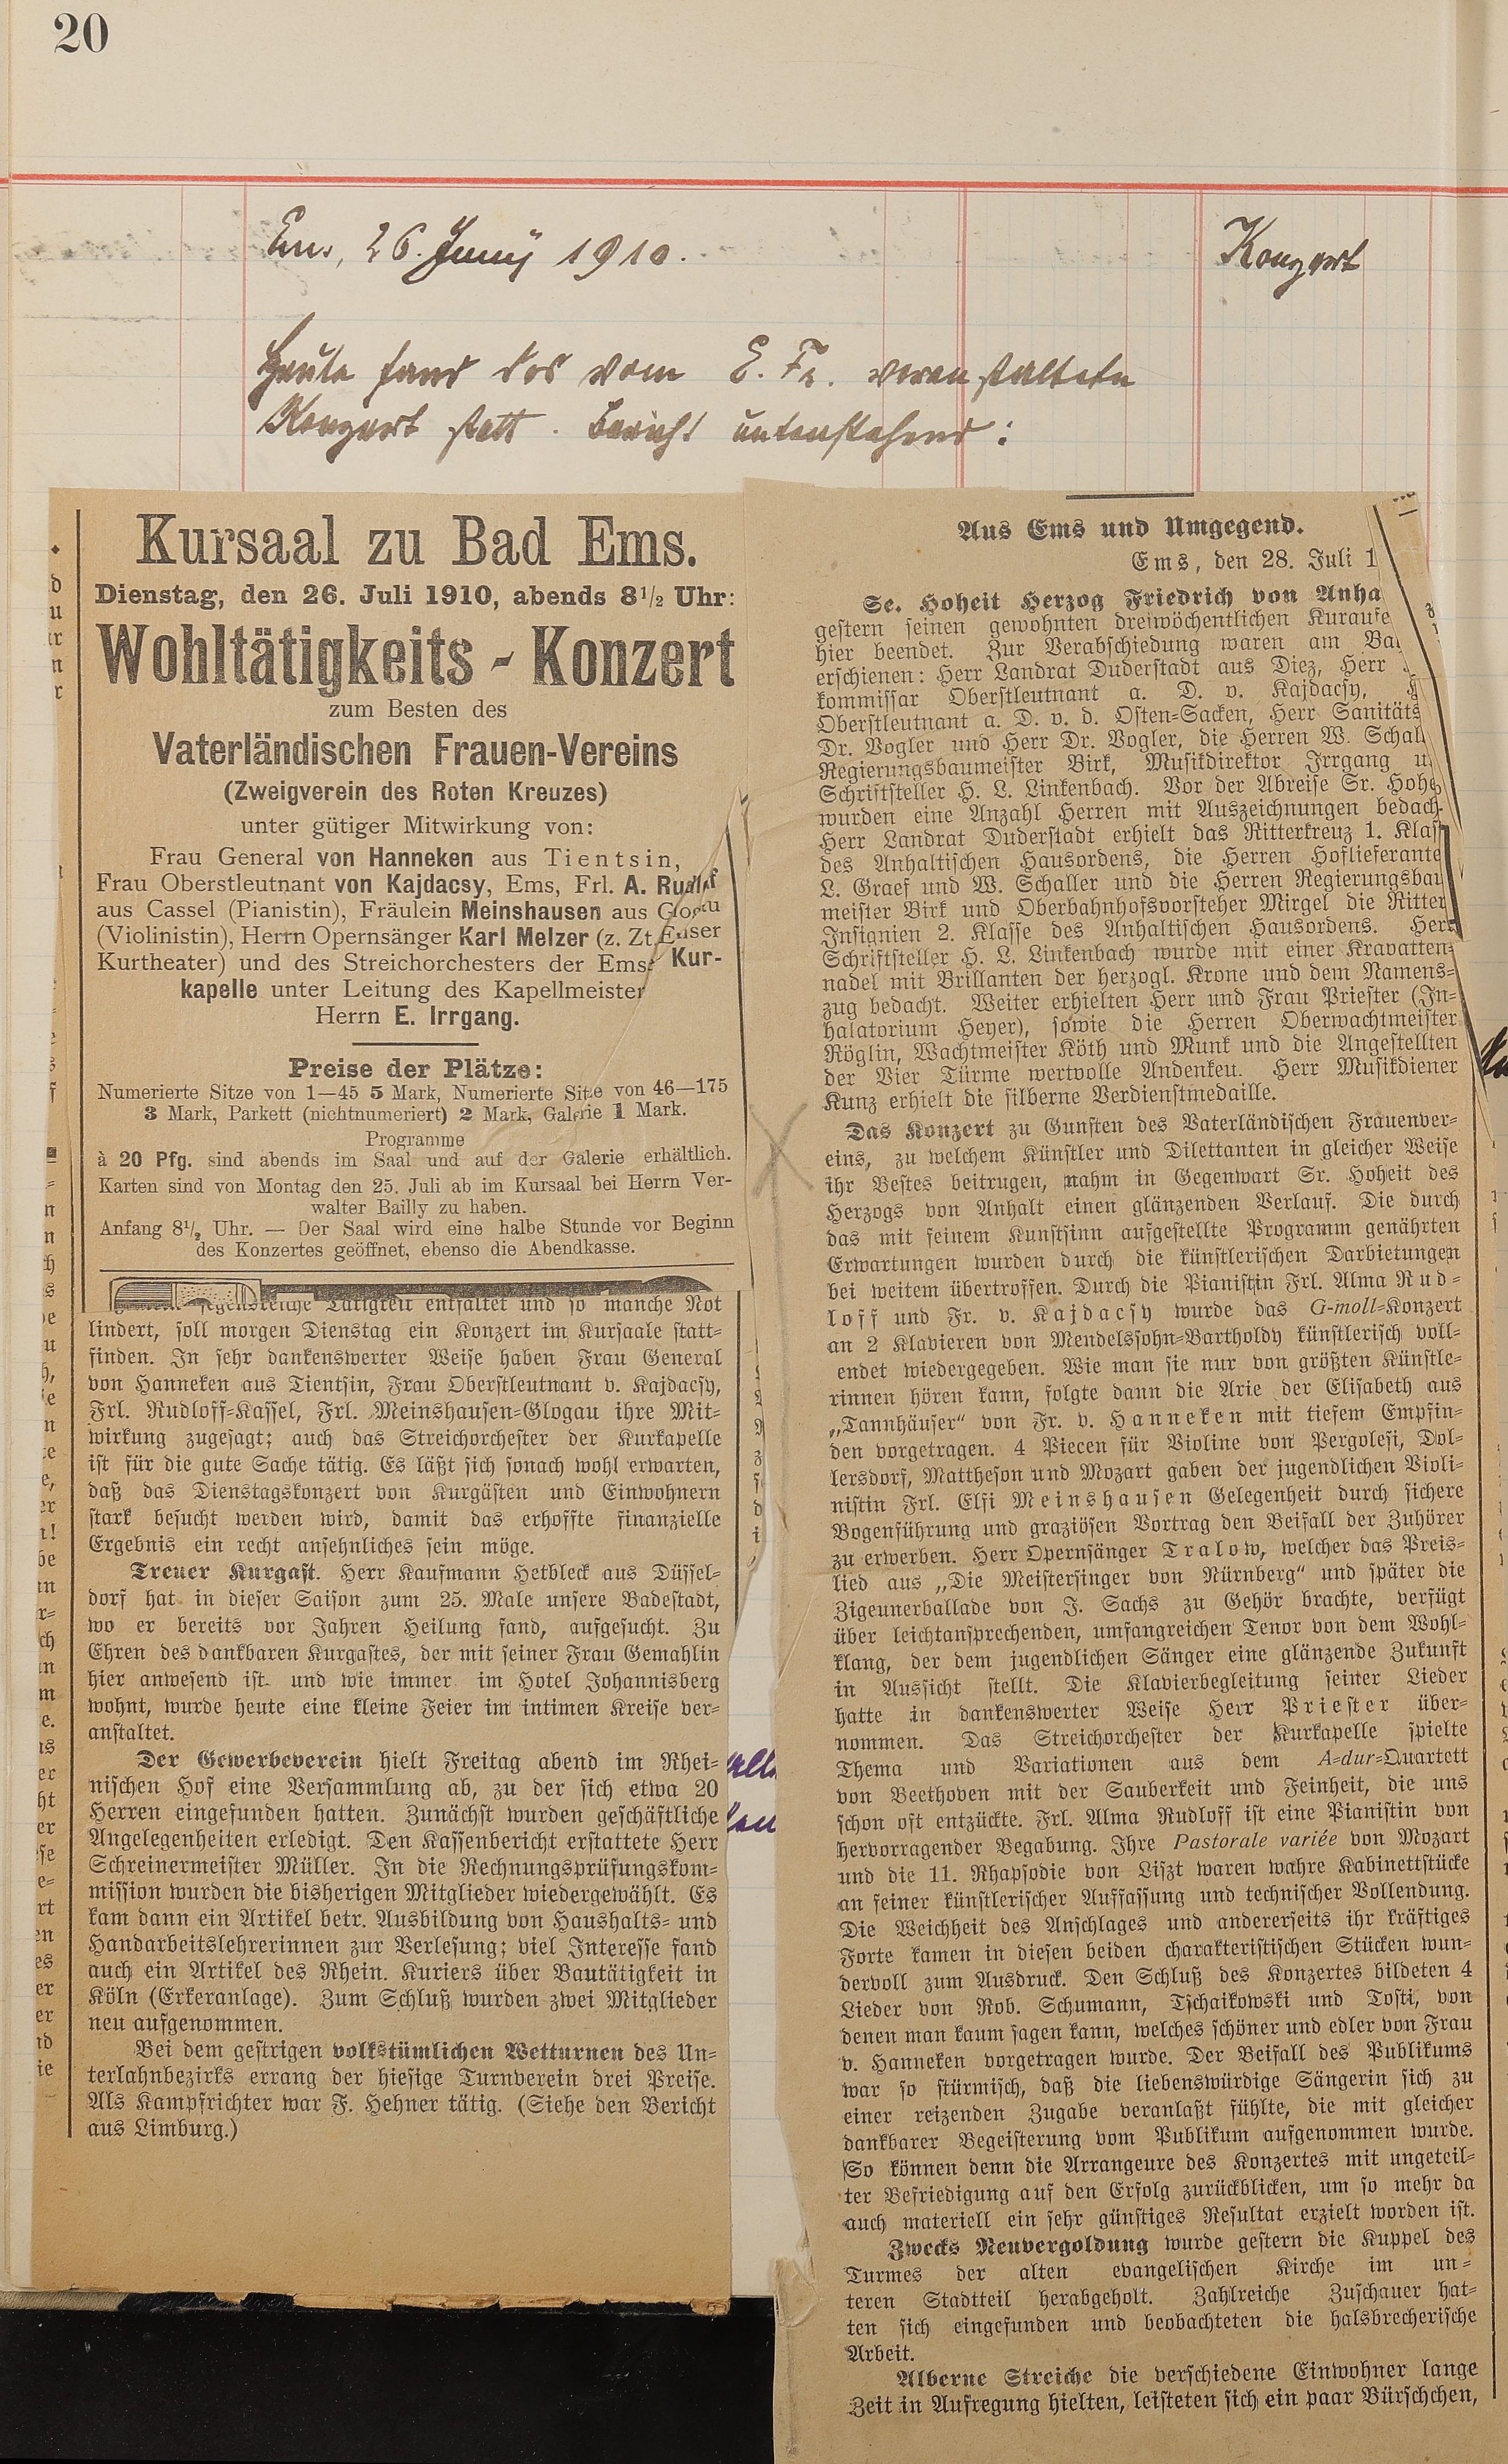 20
Ems, 26. Juny 1910.
Konzert
Heute fand das vom E. Fr. veranstaltete
Konzert statt. Bericht untenstehend:
Kursaal zu Bad Ems.
Dienstag, den 26. Juli 1910, abends 8½ Uhr:
Wohltätigkeits - Konzert
zum Besten des
Vaterländischen Frauen-Vereins
(Zweigverein des Roten Kreuzes)
unter gütiger Mitwirkung von:
Frau General von Hanneken aus Tientsin,
Frau Oberstleutnant von Kajdacsy, Ems, Frl. A. Rudloff
aus Cassel (Pianistin), Fräulein Meinshausen aus Glogau
(Violinistin), Herrn Opernsänger Karl Melzer (z. Zt. Emser
Kurtheater) und des Streichorchesters der Emser Kur-
kapelle unter Leitung des Kapellmeister
Herrn E. Irrgang.
Preise der Plätze:
Numerierte Sitze von 1—45 5 Mark, Numerierte Sitze von 46—175
3 Mark, Parkett (nichtnumeriert) 2 Mark, Galerie 1 Mark.
Programme
à 20 Pfg. sind abends im Saal und auf der Galerie erhältlich.
Karten sind von Montag den 25. Juli ab im Kursaal bei Herrn Ver-
walter Bailly zu haben.
Anfang 8½ Uhr. — Der Saal wird eine halbe Stunde vor Beginn
des Konzertes geöffnet, ebenso die Abendkasse.
segensreiche Tätigkeit entfaltet und so manche Not
lindert, soll morgen Dienstag ein Konzert im Kursaale statt-
finden. In sehr dankenswerter Weise haben Frau General
von Hanneken aus Tientsin, Frau Oberstleutnant v. Kajdacsy,
Frl. Rudloff-Kassel, Frl. Meinshausen-Glogau ihre Mit-
wirkung zugesagt; auch das Streichorchester der Kurkapelle
ist für die gute Sache tätig. Es läßt sich sonach wohl erwarten,
daß das Dienstagskonzert von Kurgästen und Einwohnern
stark besucht werden wird, damit das erhoffte finanzielle
Ergebnis ein recht ansehnliches sein möge.
Treuer Kurgast. Herr Kaufmann Hetbleck aus Düssel-
dorf hat in dieser Saison zum 25. Male unsere Badestadt,
wo er bereits vor Jahren Heilung fand, aufgesucht. Zu
Ehren des dankbaren Kurgastes, der mit seiner Frau Gemahlin
hier anwesend ist und wie immer im Hotel Johannisberg
wohnt, wurde heute eine kleine Feier im intimen Kreise ver-
anstaltet.
Der Gewerbeverein hielt Freitag abend im Rhei-
nischen Hof eine Versammlung ab, zu der sich etwa 20
Herren eingefunden hatten. Zunächst wurden geschäftliche
Angelegenheiten erledigt. Den Kassenbericht erstattete Herr
Schreinermeister Müller. In die Rechnungsprüfungskom-
mission wurden die bisherigen Mitglieder wiedergewählt. Es
kam dann ein Artikel betr. Ausbildung von Haushalts- und
Handarbeitslehrerinnen zur Verlesung; viel Interesse fand
auch ein Artikel des Rhein. Kuriers über Bautätigkeit in
Köln (Erkeranlage). Zum Schluß wurden zwei Mitglieder
neu aufgenommen.
Bei dem gestrigen volkstümlichen Wetturnen des Un-
terlahnbezirks errang der hiesige Turnverein drei Preise.
Als Kampfrichter war F. Hehner tätig. (Siehe den Bericht
aus Limburg.)
Aus Ems und Umgegend.
Ems, den 28. Juli 1
Se. Hoheit Herzog Friedrich von Anha
gestern seinen gewohnten dreiwöchentlichen Kuraufe
hier beendet. Zur Verabschiedung waren am Ba
erschienen: Herr Landrat Duderstadt aus Diez, Herr
kommissar Oberstleutnant a. D. v. Kajdacsy,
Oberstleutnant a. D. v. d. Osten-Sacken, Herr Sanitäts
Dr. Vogler und Herr Dr. Vogler, die Herren W. Schal
Regierungsbaumeister Birk, Musikdirektor Irrgang u
Schriftsteller H. L. Linkenbach. Vor der Abreise Sr. Hohe
wurden eine Anzahl Herren mit Auszeichnungen bedach
Herr Landrat Duderstadt erhielt das Ritterkreuz 1. Klas
des Anhaltischen Hausordens, die Herren Hoflieferante
L. Graef und W. Schaller und die Herren Regierungsbau
meister Birk und Oberbahnhofsvorsteher Mirgel die Ritter
Insignien 2. Klasse des Anhaltischen Hausordens. Herr
Schriftsteller H. L. Linkenbach wurde mit einer Kravatten-
nadel mit Brillanten der herzogl. Krone und dem Namens-
zug bedacht. Weiter erhielten Herr und Frau Priester (In-
halatorium Heyer), sowie die Herren Oberwachtmeister
Röglin, Wachtmeister Köth und Munk und die Angestellten
der Vier Türme wertvolle Andenken. Herr Musikdiener
Kunz erhielt die silberne Verdienstmedaille.
Das Konzert zu Gunsten des Vaterländischen Frauenver-
eins, zu welchem Künstler und Dilettanten in gleicher Weise
ihr Bestes beitrugen, nahm in Gegenwart Sr. Hoheit des
Herzogs von Anhalt einen glänzenden Verlauf. Die durch
das mit feinem Kunstsinn aufgestellte Programm genährten
Erwartungen wurden durch die künstlerischen Darbietungen
bei weitem übertroffen. Durch die Pianistin Frl. Alma Rud-
loff und Fr. v. Kajdacsy wurde das G-moll-Konzert
an 2 Klavieren von Mendelssohn-Bartholdy künstlerisch voll-
endet wiedergegeben. Wie man sie nur von größten Künstle-
rinnen hören kann, folgte dann die Arie der Elisabeth aus
„Tannhäuser“ von Fr. v. Hanneken mit tiefem Empfin-
den vorgetragen. 4 Piecen für Violine von Pergolesi, Dol-
lersdorf, Mattheson und Mozart gaben der jugendlichen Violi-
nistin Frl. Elsi Meinshausen Gelegenheit durch sichere
Bogenführung und graziösen Vortrag den Beifall der Zuhörer
zu erwerben. Herr Opernsänger Tralow, welcher das Preis-
lied aus „Die Meistersinger von Nürnberg“ und später die
Zigeunerballade von J. Sachs zu Gehör brachte, verfügt
über leichtansprechenden, umfangreichen Tenor von dem Wohl-
klang, der dem jugendlichen Sänger eine glänzende Zukunft
in Aussicht stellt. Die Klavierbegleitung seiner Lieder
hatte in dankenswerter Weise Herr Priester über-
nommen. Das Streichorchester der Kurkapelle spielte
Thema und Variationen aus dem A-dur-Quartett
von Beethoven mit der Sauberkeit und Feinheit, die uns
schon oft entzückte. Frl. Alma Rudloff ist eine Pianistin von
hervorragender Begabung. Ihre Pastorale variée von Mozart
und die 11. Rhapsodie von Liszt waren wahre Kabinettstücke
an feiner künstlerischer Auffassung und technischer Vollendung.
Die Weichheit des Anschlages und andererseits ihr kräftiges
Forte kamen in diesen beiden charakteristischen Stücken wun-
dervoll zum Ausdruck. Den Schluß des Konzertes bildeten 4
Lieder von Rob. Schumann, Tschaikowski und Tosti, von
denen man kaum sagen kann, welches schöner und edler von Frau
v. Hanneken vorgetragen wurde. Der Beifall des Publikums
war so stürmisch, daß die liebenswürdige Sängerin sich zu
einer reizenden Zugabe veranlaßt fühlte, die mit gleicher
dankbarer Begeisterung vom Publikum aufgenommen wurde.
So können denn die Arrangeure des Konzertes mit ungeteil-
ter Befriedigung auf den Erfolg zurückblicken, um so mehr da
auch materiell ein sehr günstiges Resultat erzielt worden ist.
Zwecks Neuvergoldung wurde gestern die Kuppel des
Turmes der alten evangelischen Kirche im un-
teren Stadtteil herabgeholt. Zahlreiche Zuschauer hat-
ten sich eingefunden und beobachteten die halsbrecherische
Arbeit.
Alberne Streiche die verschiedene Einwohner lange
Zeit in Aufregung hielten, leisteten sich ein paar Bürschchen,